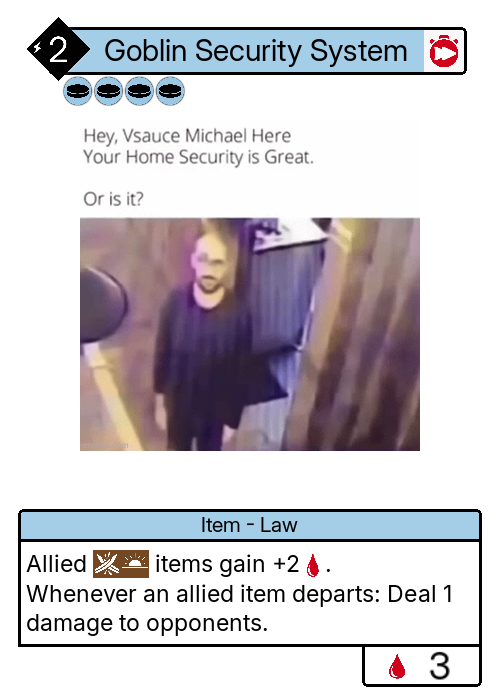 2 Goblin Security System
Hey, Vsauce Michael Here
Your Home Security is Great.
Or is it?
Item - Law
Allied items gain +2 .
Whenever an allied item departs: Deal 1
damage to opponents.
3